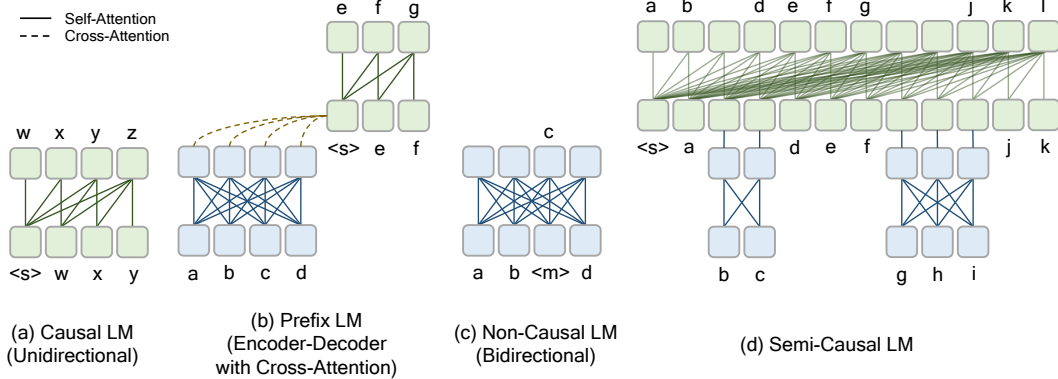 Self-Attention
Cross-Attention
e f g
<s> e f
a b d e f g j k l
<s> a d e f j k
b c
g h i
w x y z
<s> w x y
a b c d
c
a b <m> d
(a) Causal LM
(Unidirectional)
(b) Prefix LM
(Encoder-Decoder
with Cross-Attention)
(c) Non-Causal LM
(Bidirectional)
(d) Semi-Causal LM